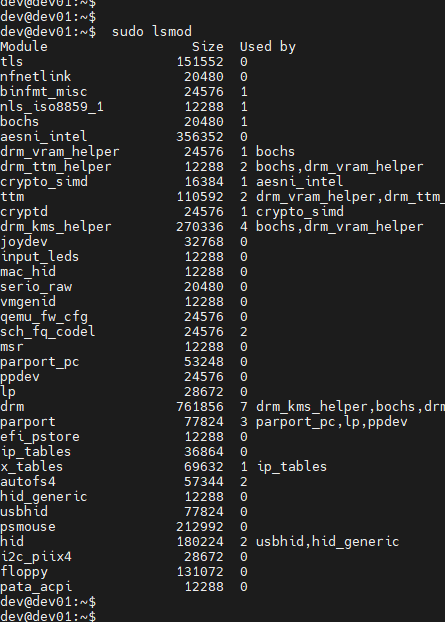 dev@dev01:~$
dev@dev01:~$
dev@dev01:~$  sudo lsmod
Module                  Size  Used by
tls                   151552  0
nfnetlink              20480  0
binfmt_misc            24576  1
nls_iso8859_1          12288  1
bochs                  20480  1
aesni_intel           356352  0
drm_vram_helper        24576  1 bochs
drm_ttm_helper         12288  2 bochs,drm_vram_helper
crypto_simd            16384  1 aesni_intel
ttm                   110592  2 drm_vram_helper,drm_ttm_
cryptd                 24576  1 crypto_simd
drm_kms_helper        270336  4 bochs,drm_vram_helper
joydev                 32768  0
input_leds             12288  0
mac_hid                12288  0
serio_raw              20480  0
vmgenid                12288  0
qemu_fw_cfg            24576  0
sch_fq_codel           24576  2
msr                    12288  0
parport_pc             53248  0
ppdev                  24576  0
lp                     28672  0
drm                   761856  7 drm_kms_helper,bochs,drm
parport                77824  3 parport_pc,lp,ppdev
efi_pstore             12288  0
ip_tables              36864  0
x_tables               69632  1 ip_tables
autofs4                57344  2
hid_generic            12288  0
usbhid                 77824  0
psmouse               212992  0
hid                   180224  2 usbhid,hid_generic
i2c_piix4              28672  0
floppy                131072  0
pata_acpi              12288  0
dev@dev01:~$
dev@dev01:~$